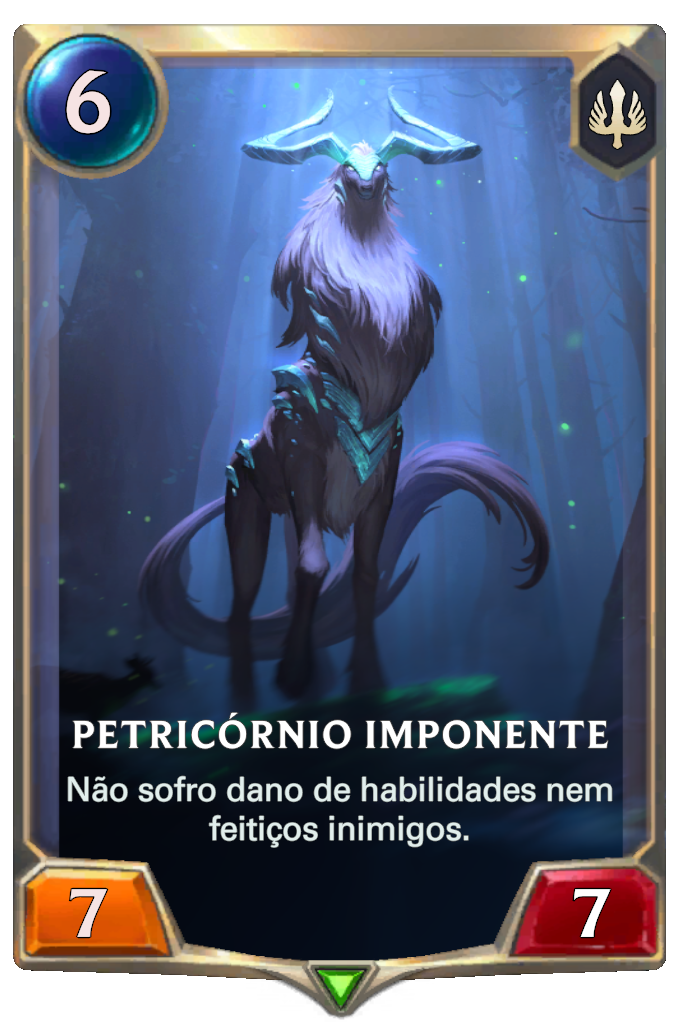 6
PETRICÓRNIO IMPONENTE
Não sofro dano de habilidades nem
feitiços inimigos.
7
7